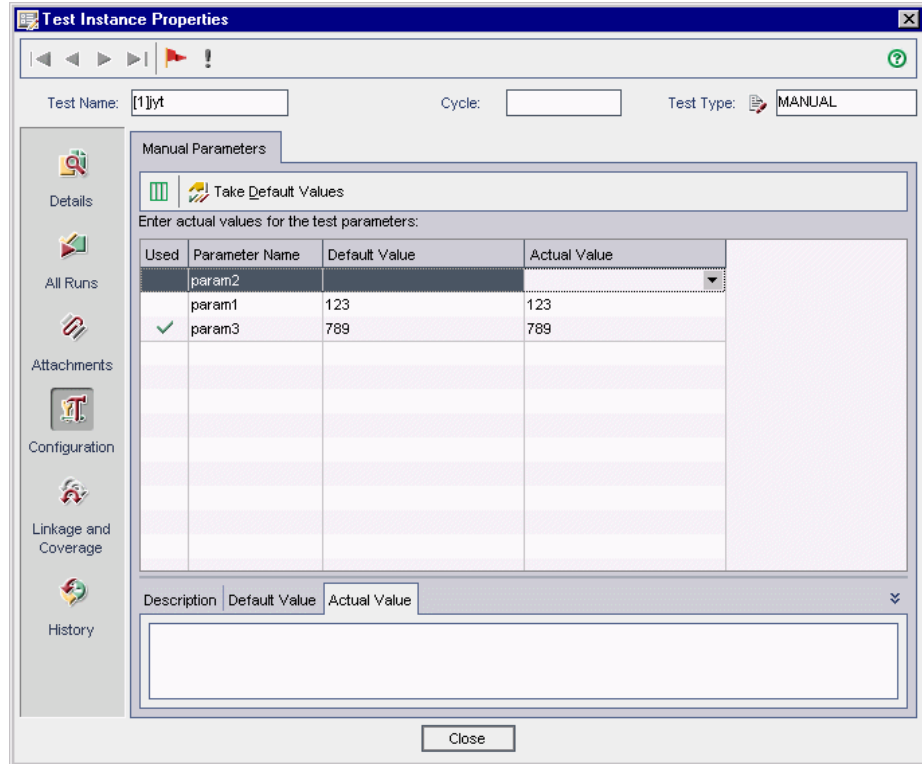 Test Instance Properties
Test Name: [1]jyt Cycle: Test Type: MANUAL
Details
All Runs
Attachments
Configuration
Linkage and
Coverage
History
Manual Parameters
Take Default Values
Enter actual values for the test parameters:
Used Parameter Name Default Value Actual Value
param2
param1 123 123
param3 789 789
Description Default Value Actual Value
Close